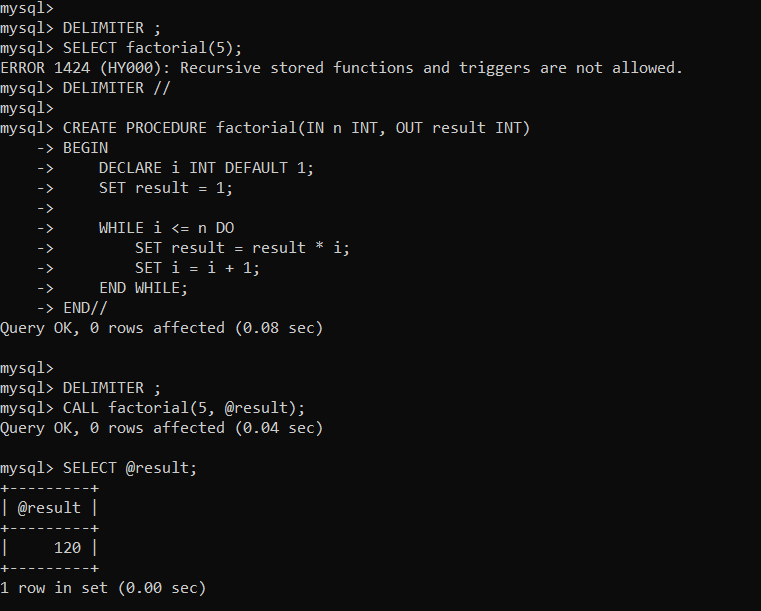 mysql>
mysql> DELIMITER ;
mysql> SELECT factorial(5);
ERROR 1424 (HY000): Recursive stored functions and triggers are not allowed.
mysql> DELIMITER //
mysql>
mysql> CREATE PROCEDURE factorial(IN n INT, OUT result INT)
    -> BEGIN
    ->     DECLARE i INT DEFAULT 1;
    ->     SET result = 1;
    ->
    ->     WHILE i <= n DO
    ->         SET result = result * i;
    ->         SET i = i + 1;
    ->     END WHILE;
    -> END//
Query OK, 0 rows affected (0.08 sec)

mysql>
mysql> DELIMITER ;
mysql> CALL factorial(5, @result);
Query OK, 0 rows affected (0.04 sec)

mysql> SELECT @result;
+---------+
| @result |
+---------+
|     120 |
+---------+
1 row in set (0.00 sec)